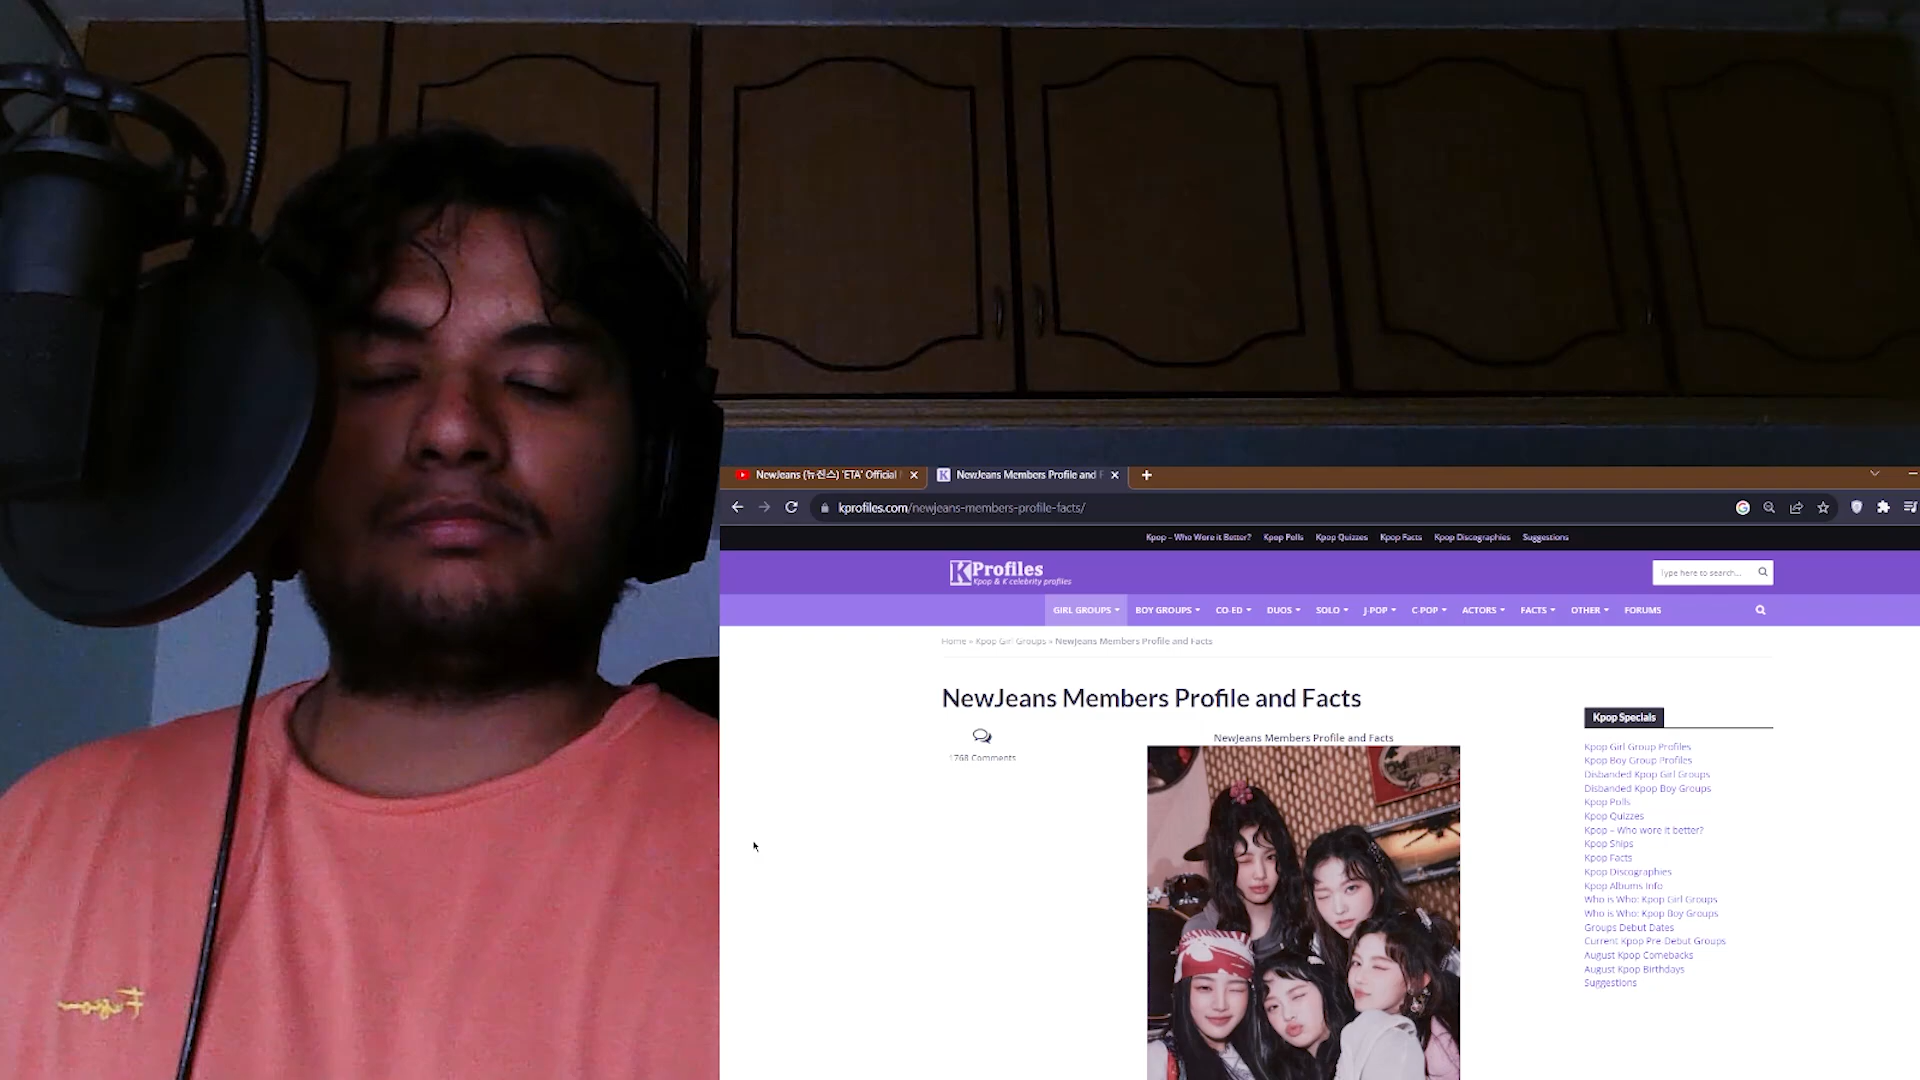 NewJeans (뉴진스) 'ETA' Official
NewJeans Members Profile and F
kprofiles.com/newjeans-members-profile-facts/
Kpop – Who Wore it Better? Kpop Polls Kpop Quizzes Kpop Facts Kpop Discographies Suggestions
KProfiles
Kpop & K celebrity profiles
Type here to search...
GIRL GROUPS BOY GROUPS CO-ED DUOS SOLO J-POP C-POP ACTORS FACTS OTHER FORUMS
Home » Kpop Girl Groups » NewJeans Members Profile and Facts
NewJeans Members Profile and Facts
1768 Comments
NewJeans Members Profile and Facts
Kpop Specials
Kpop Girl Group Profiles
Kpop Boy Group Profiles
Disbanded Kpop Girl Groups
Disbanded Kpop Boy Groups
Kpop Polls
Kpop Quizzes
Kpop – Who wore it better?
Kpop Ships
Kpop Facts
Kpop Discographies
Kpop Albums Info
Who is Who: Kpop Girl Groups
Who is Who: Kpop Boy Groups
Groups Debut Dates
Current Kpop Pre-Debut Groups
August Kpop Comebacks
August Kpop Birthdays
Suggestions